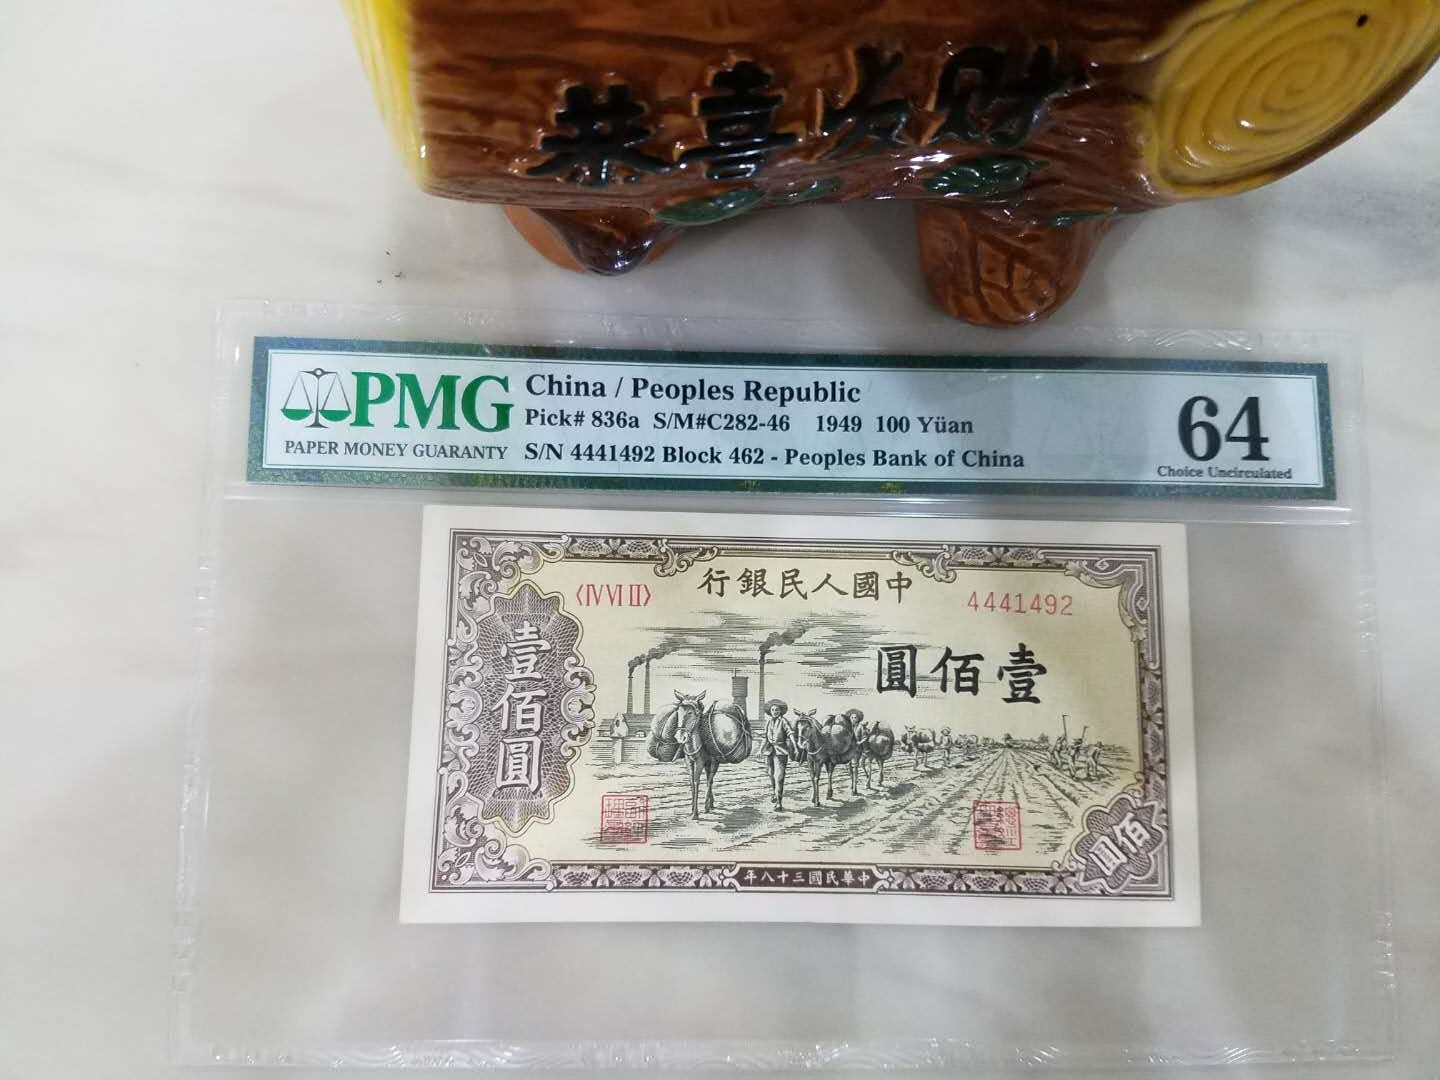 恭喜发财
PMG
PAPER MONEY GUARANTY
China / Peoples Republic
Pick# 836a S/M#C282-46 1949 100 Yüan
S/N 4441492 Block 462 - Peoples Bank of China
64
Choice Uncirculated
〈IV VI II〉
行銀民人國中
4441492
圓佰壹
壹佰圓
佰圓
年八十三國民華中